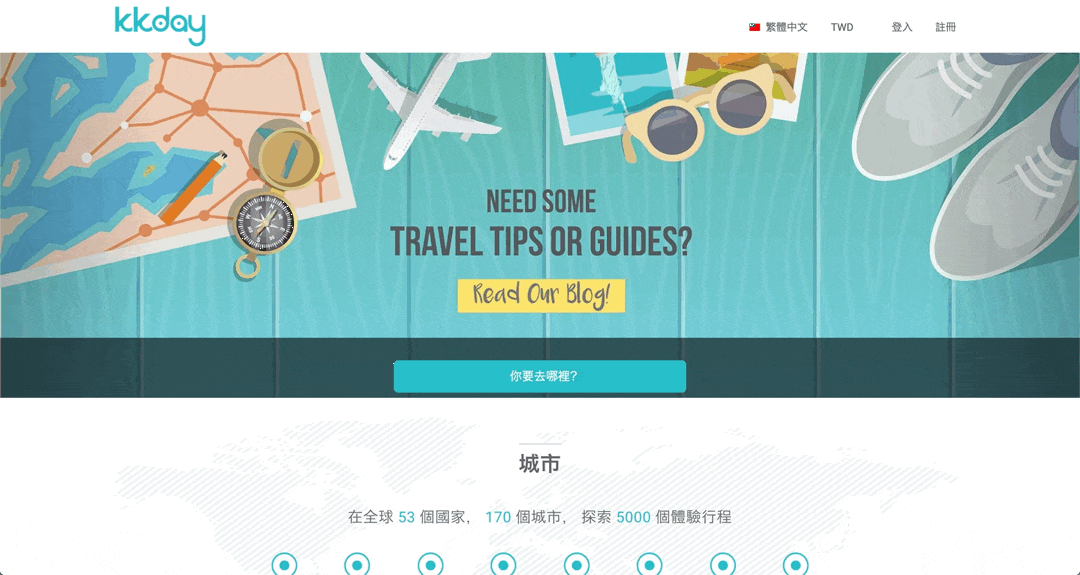 kkday
繁體中文 TWD 登入 註冊
NEED SOME
TRAVEL TIPS OR GUIDES?
Read Our Blog!
你要去哪裡?
城市
在全球 53 個國家， 170 個城市， 探索 5000 個體驗行程